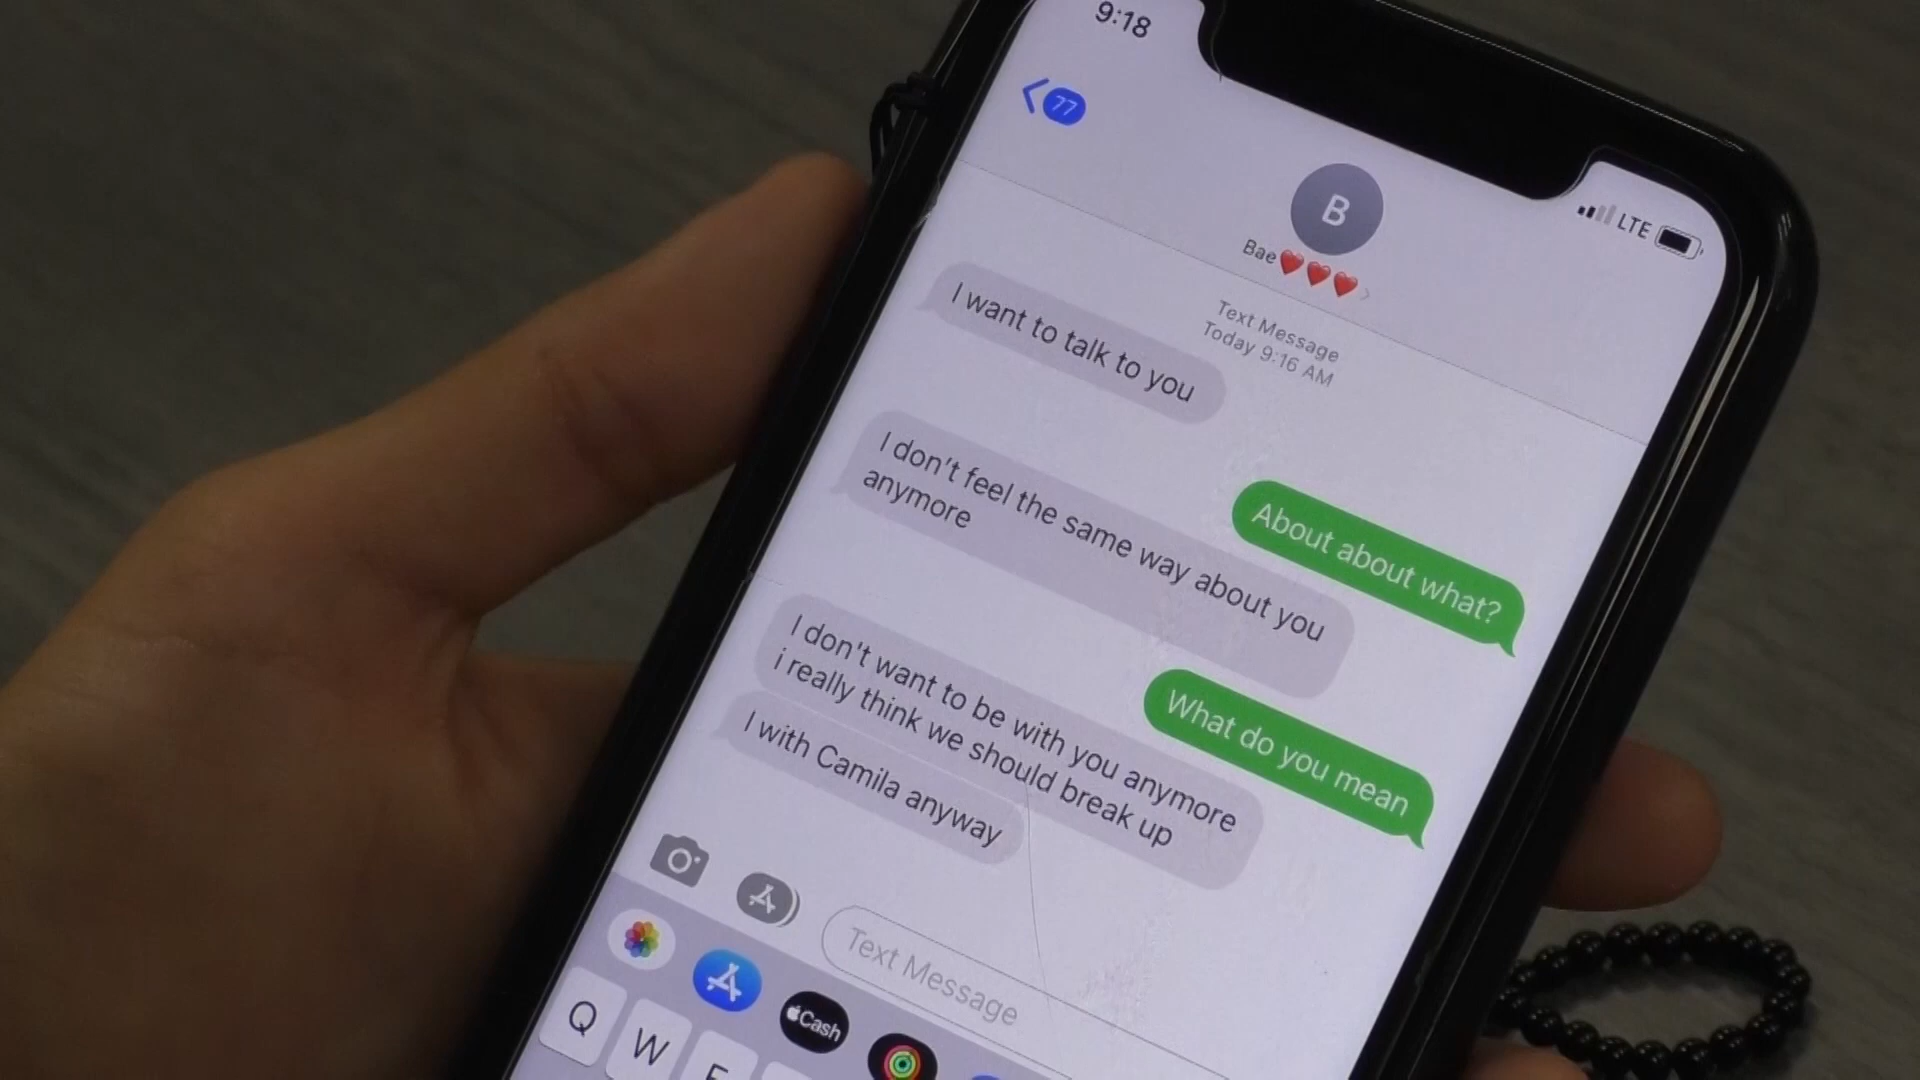 9:18
77
LTE
B
Bae❤️❤️❤️
Text Message
Today 9:16 AM
I want to talk to you
About about what?
I don't feel the same way about you
anymore
What do you mean
I don't want to be with you anymore
i really think we should break up
I with Camila anyway
Text Message
Cash
Q
W